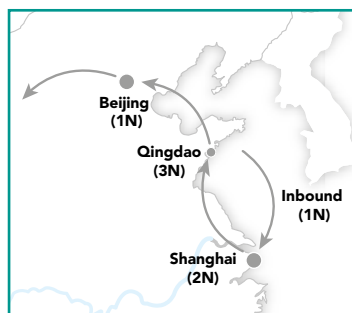 Beijing
(1N)
Qingdao
(3N)
Inbound
(1N)
Shanghai
(2N)